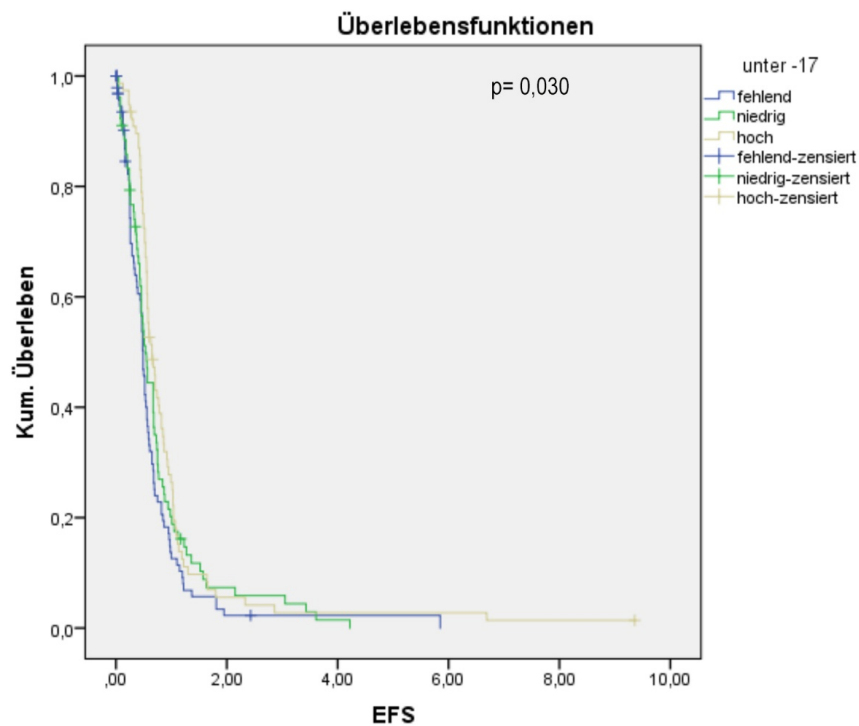 Überlebensfunktionen
p= 0,030
unter -17
fehlend
niedrig
hoch
fehlend-zensiert
niedrig-zensiert
hoch-zensiert
Kum. Überleben
1,0
0,8
0,6
0,4
0,2
0,0
,00 2,00 4,00 6,00 8,00 10,00
EFS